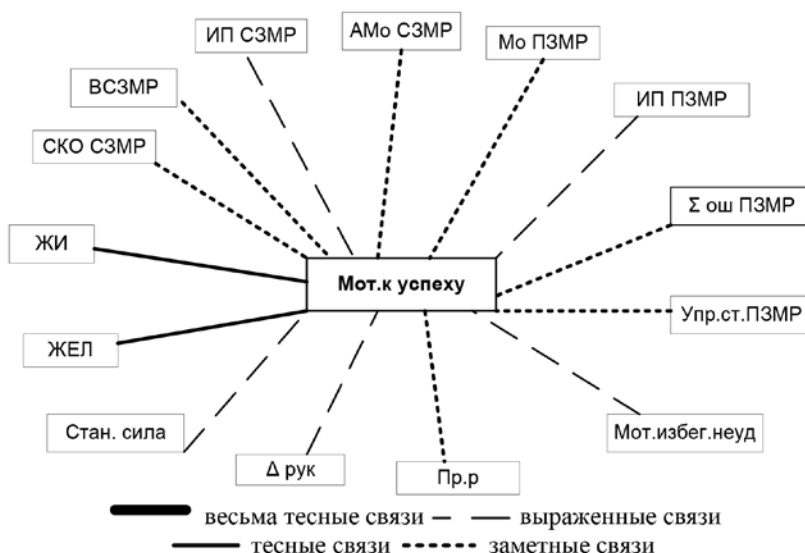 ИП СЗМР
АМо СЗМР
Мо ПЗМР
ВСЗМР
ИП ПЗМР
СКО СЗМР
Σ ош ПЗМР
ЖИ
Мот.к успеху
Упр.ст.ПЗМР
ЖЕЛ
Стан. сила
Мот.избег.неуд
Δ рук
Пр.р
весьма тесные связи
выраженные связи
тесные связи
заметные связи